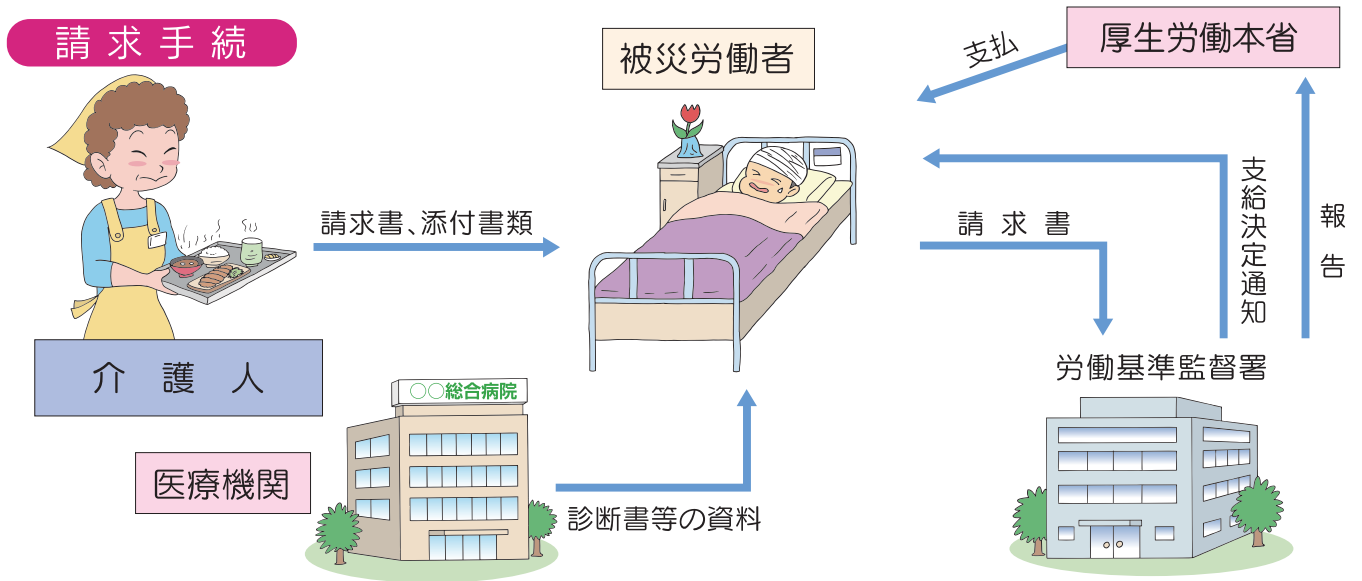 請求手続
被災労働者
厚生労働本省
支払
請求書、添付書類
請求書
支給決定通知
報告
介護人
労働基準監督署
○○総合病院
医療機関
診断書等の資料